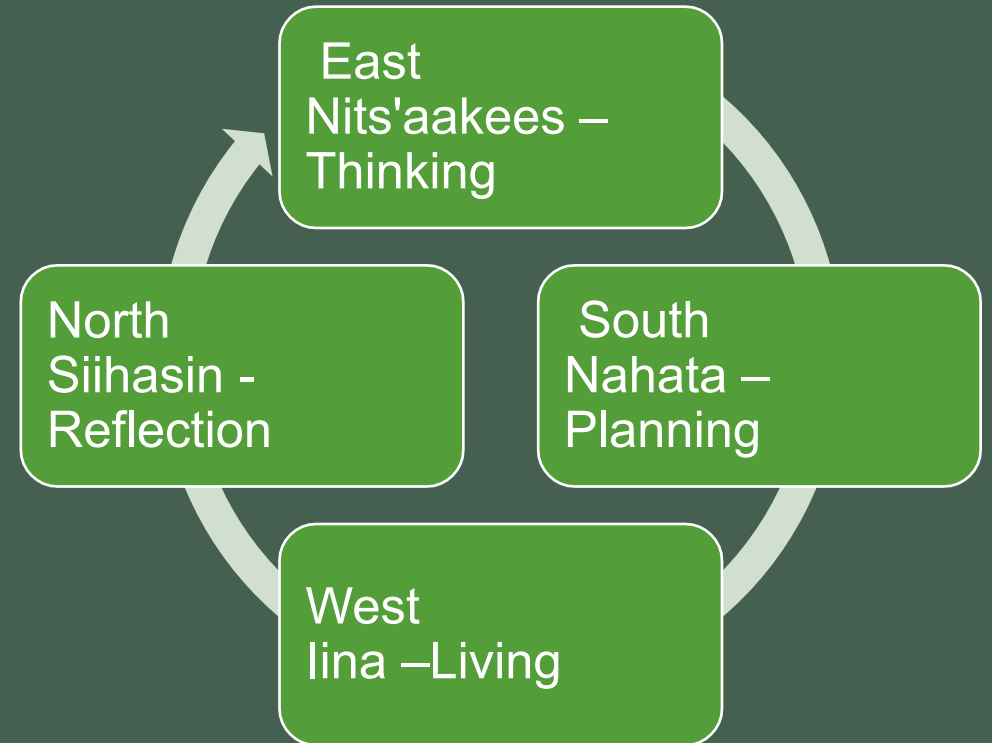 East
Nits'aakees –
Thinking
South
Nahata –
Planning
West
Iina –Living
North
Siihasin -
Reflection